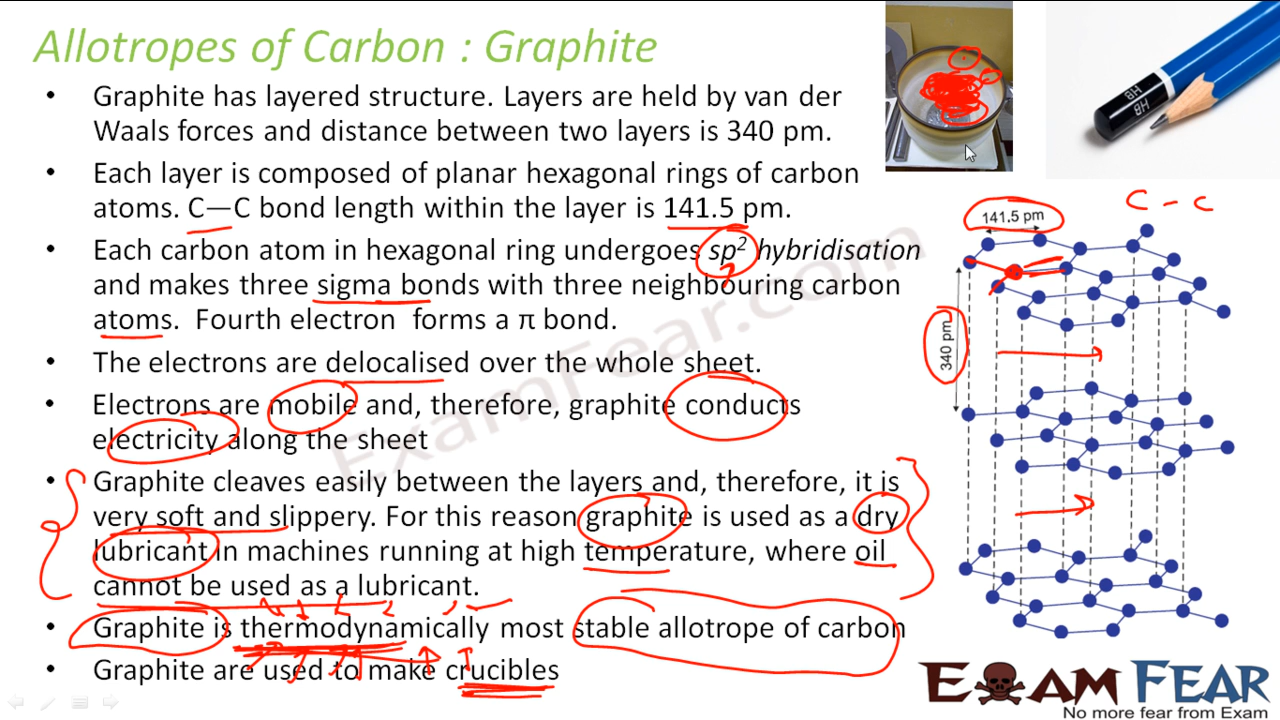 Allotropes of Carbon : Graphite
• Graphite has layered structure. Layers are held by van der
Waals forces and distance between two layers is 340 pm.
• Each layer is composed of planar hexagonal rings of carbon
atoms. C—C bond length within the layer is 141.5 pm.
• Each carbon atom in hexagonal ring undergoes sp² hybridisation
and makes three sigma bonds with three neighbouring carbon
atoms. Fourth electron forms a π bond.
• The electrons are delocalised over the whole sheet.
• Electrons are mobile and, therefore, graphite conducts
electricity along the sheet
• Graphite cleaves easily between the layers and, therefore, it is
very soft and slippery. For this reason graphite is used as a dry
lubricant in machines running at high temperature, where oil
cannot be used as a lubricant.
• Graphite is thermodynamically most stable allotrope of carbon
• Graphite are used to make crucibles
HB
HB
C - C
141.5 pm
340 pm
ExamFear.com
EXAM FEAR
No more fear from Exam